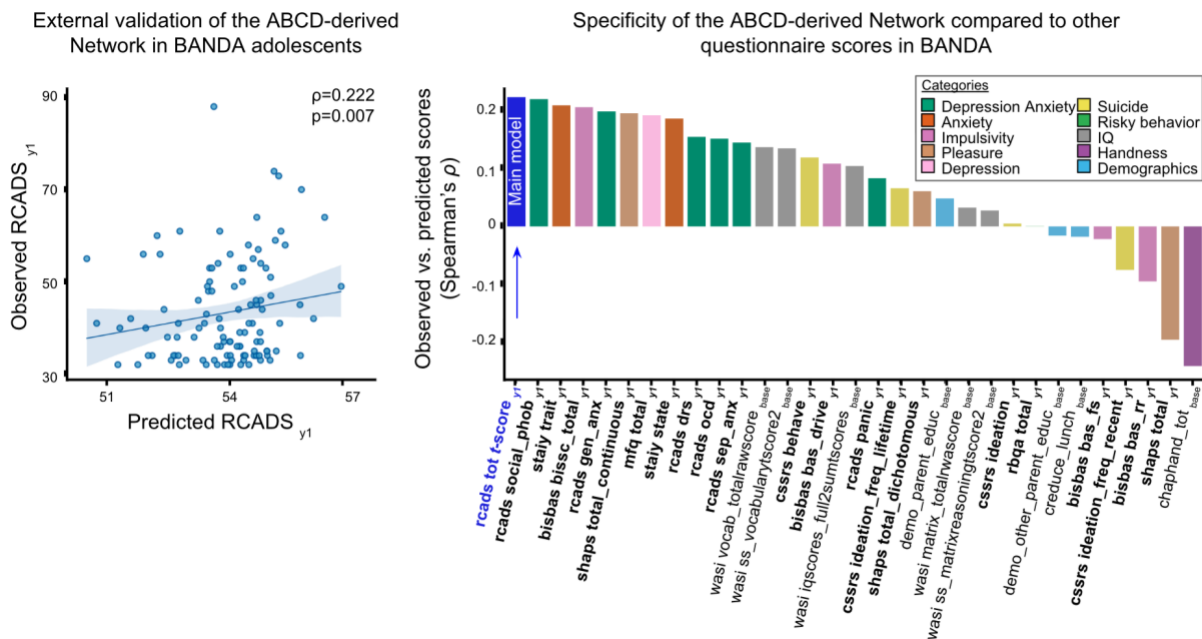 External validation of the ABCD-derived
Network in BANDA adolescents
ρ=0.222
p=0.007
90
70
50
30
Observed RCADS y1
51
54
57
Predicted RCADS y1
Specificity of the ABCD-derived Network compared to other
questionnaire scores in BANDA
Categories
Depression Anxiety
Anxiety
Impulsivity
Pleasure
Depression
Suicide
Risky behavior
IQ
Handness
Demographics
Observed vs. predicted scores
(Spearman's ρ)
0.2
0.1
0
-0.1
-0.2
Main model
rcads tot t-score y1
rcads social_phob y1
staiy trait y1
bisbas bissc_total y1
rcads gen_anx y1
shaps total_continuous y1
mfq total y1
staiy state y1
rcads drs y1
rcads ocd y1
rcads sep_anx y1
wasi vocab_totalrawscore base
wasi ss_vocabularytscore2 base
cssrs behave y1
bisbas bas_drive y1
wasi iqscores_full2sumtscores base
rcads panic y1
cssrs ideation_freq_lifetime y1
shaps total_dichotomous y1
demo_parent_educ base
wasi matrix_totalrwascore base
wasi ss_matrixreasoningtscore2 base
cssrs ideation y1
rbqa total y1
demo_other_parent_educ base
creduce_lunch base
bisbas bas_fs y1
cssrs ideation_freq_recent y1
bisbas bas_rr y1
shaps total y1
chaphand_tot base